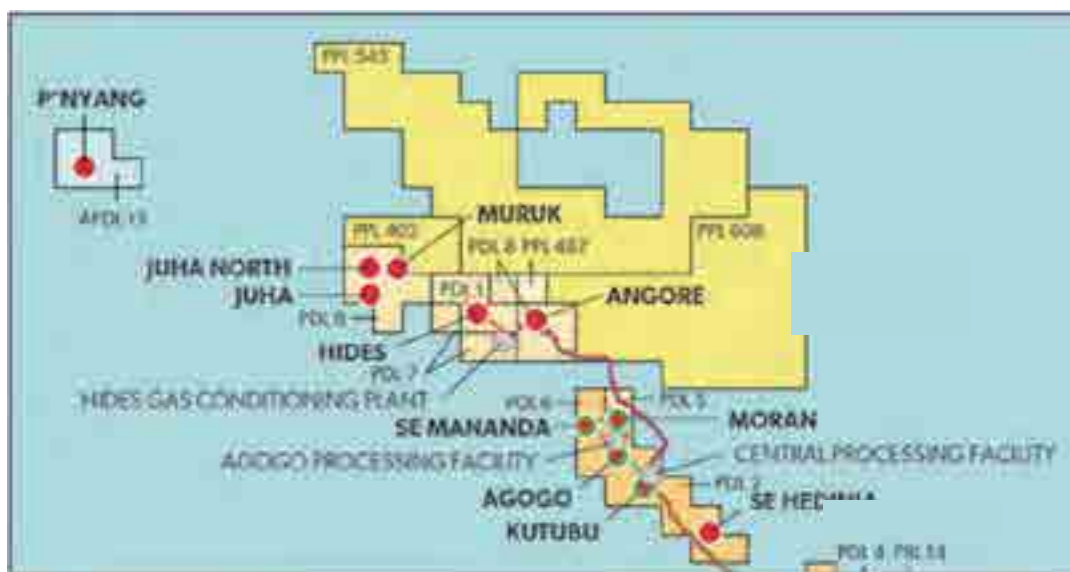 PPL 545
P'NYANG
APDL 13
MURUK
PPL 402
PDL 8 PPL 487
PPL 608
JUHA NORTH
PDL 1
JUHA
ANGORE
HIDES
PDL 7
HIDES GAS CONDITIONING PLANT
PDL 6
PDL 5
SE MANANDA
MORAN
AGOGO PROCESSING FACILITY
CENTRAL PROCESSING FACILITY
PDL 2
AGOGO
KUTUBU
PDL 4